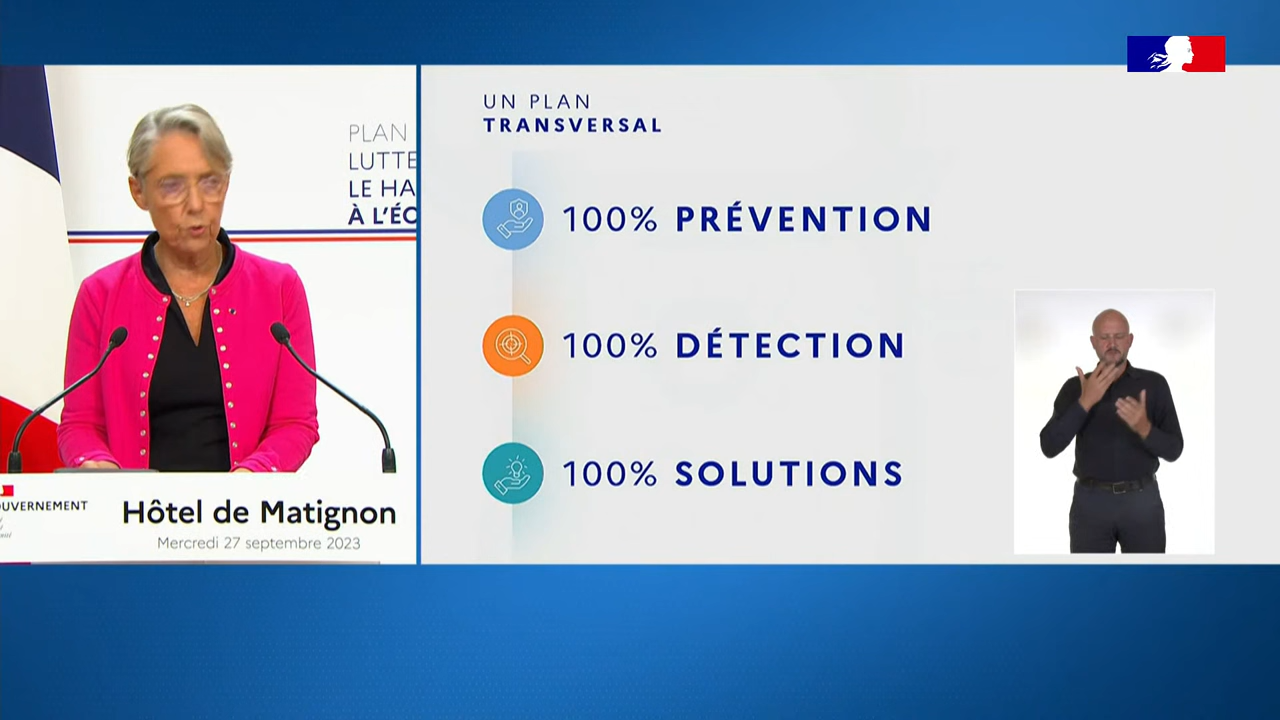 PLAN
LUTTE
LE HA
À L'ÉC
OUVERNEMENT
Hôtel de Matignon
Mercredi 27 septembre 2023
UN PLAN
TRANSVERSAL
100% PRÉVENTION
100% DÉTECTION
100% SOLUTIONS